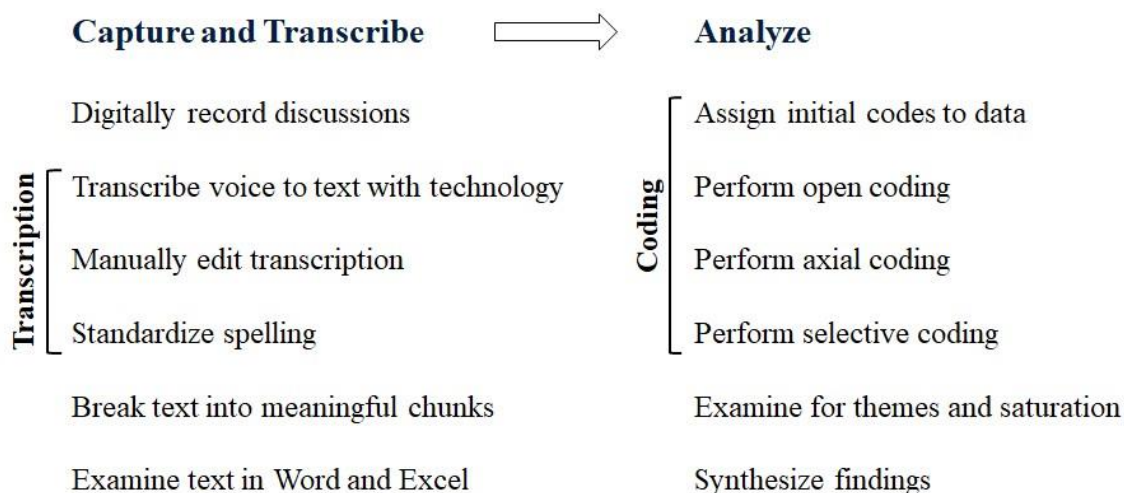 Capture and Transcribe
Digitally record discussions
Transcription
Transcribe voice to text with technology
Manually edit transcription
Standardize spelling
Break text into meaningful chunks
Examine text in Word and Excel
Analyze
Assign initial codes to data
Coding
Perform open coding
Perform axial coding
Perform selective coding
Examine for themes and saturation
Synthesize findings